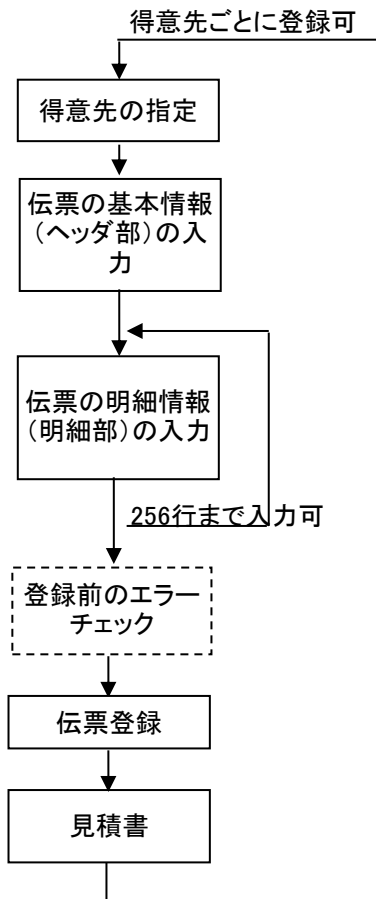 得意先ごとに登録可
得意先の指定
伝票の基本情報
（ヘッダ部）の入
力
伝票の明細情報
（明細部）の入力
256行まで入力可
登録前のエラー
チェック
伝票登録
見積書